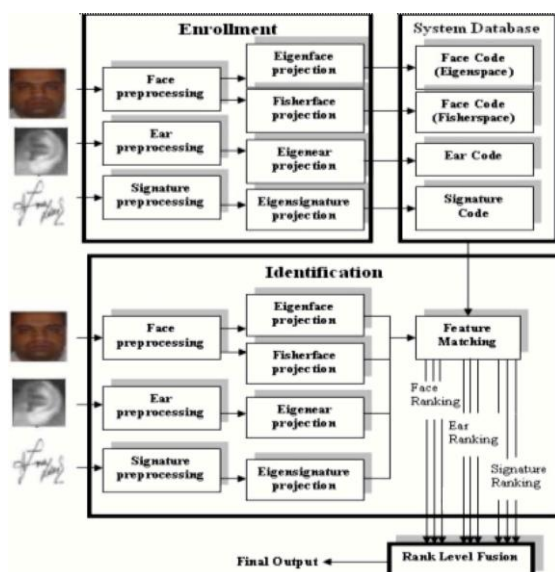 Enrollment
System Database
Face
preprocessing
Eigenface
projection
Face Code
(Eigenspace)
Fisherface
projection
Face Code
(Fisherspace)
Ear
preprocessing
Eigenear
projection
Ear Code
Signature
preprocessing
Eigensignature
projection
Signature
Code
Identification
Face
preprocessing
Eigenface
projection
Fisherface
projection
Feature
Matching
Ear
preprocessing
Eigenear
projection
Signature
preprocessing
Eigensignature
projection
Face
Ranking
Ear
Ranking
Signature
Ranking
Rank Level Fusion
Final Output